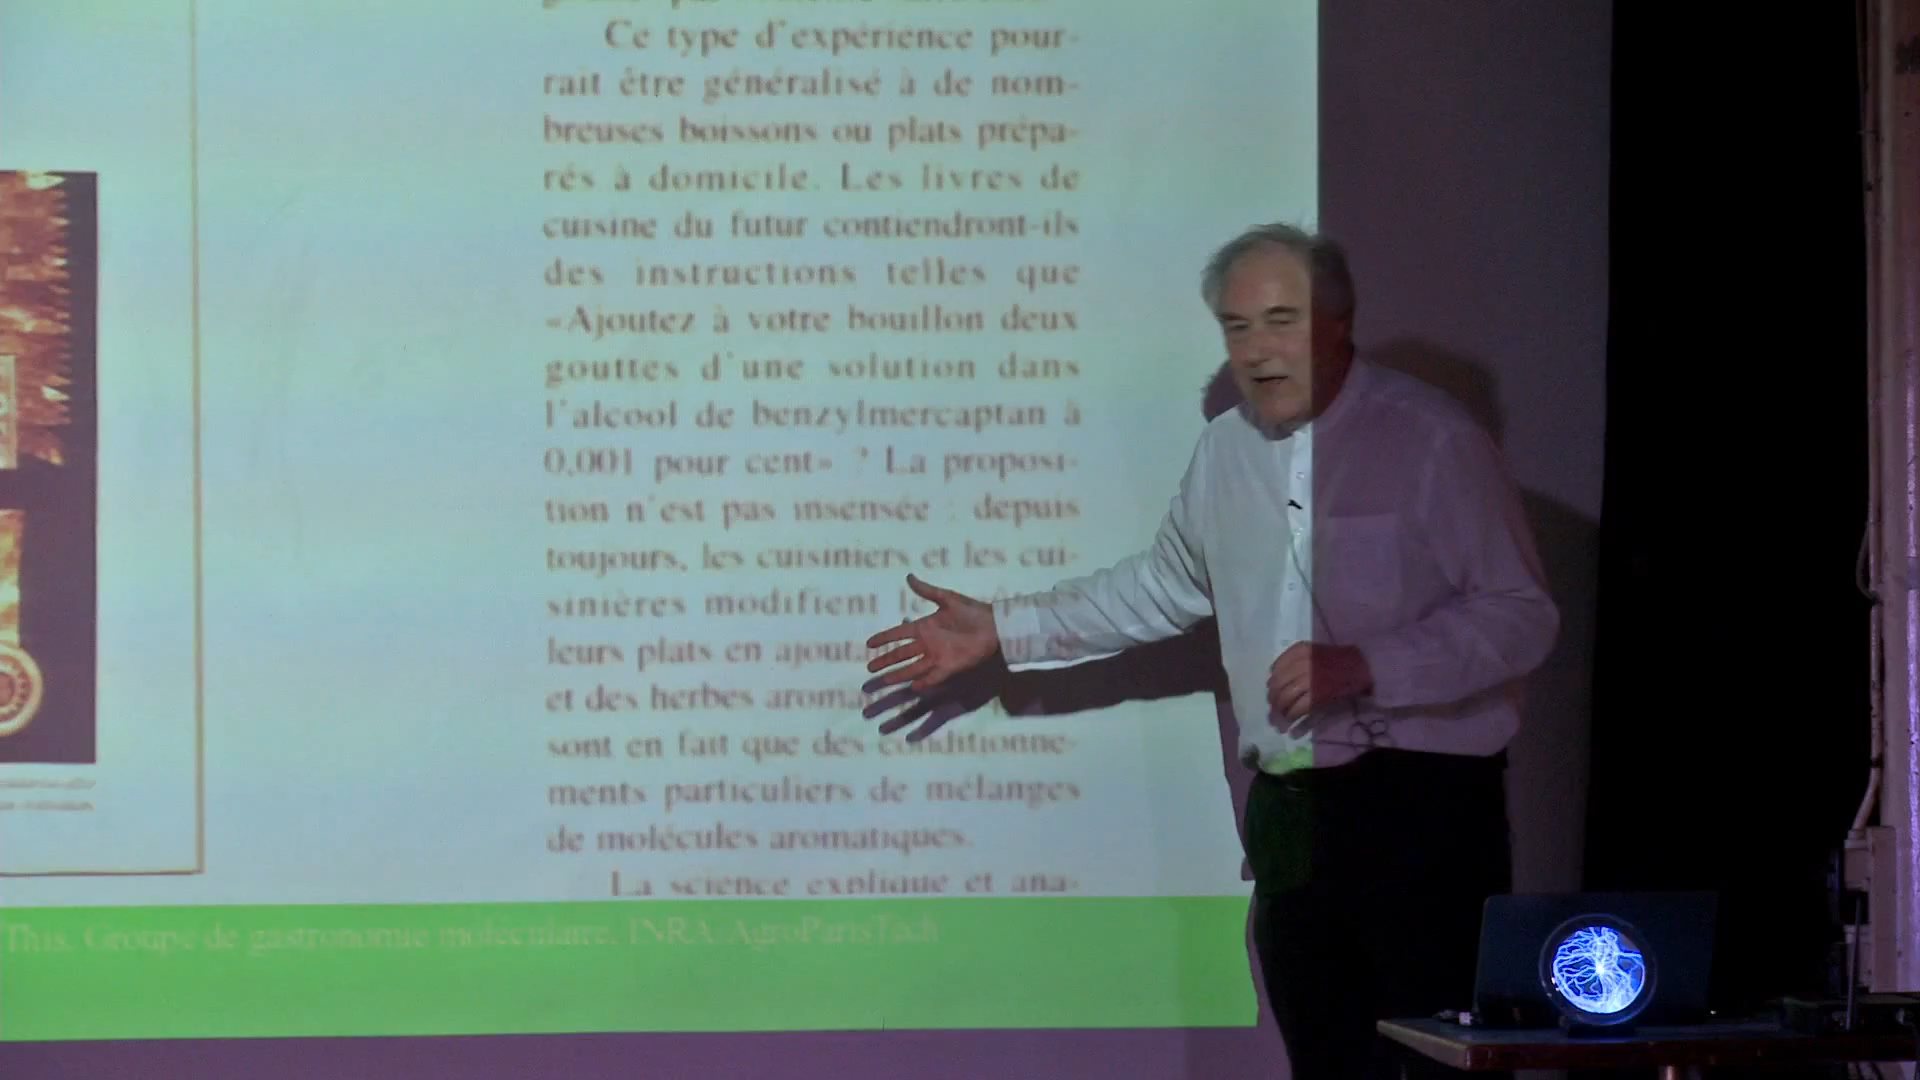 Ce type d'expérience pour-
rait être généralisé à de nom-
breuses boissons ou plats prépa-
rés à domicile. Les livres de
cuisine du futur contiendront-ils
des instructions telles que
«Ajoutez à votre bouillon deux
gouttes d'une solution dans
l'alcool de benzylmercaptan à
0,001 pour cent» ? La proposi-
tion n'est pas insensée : depuis
toujours, les cuisiniers et les cui-
sinières modifient
leurs plats en
et des herbes
sont en fait que des conditionne-
ments particuliers de mélanges
de molécules aromatiques.
La science explique et ana-
This. Groupe de gastronomie moléculaire, INRA-AgroParisTech